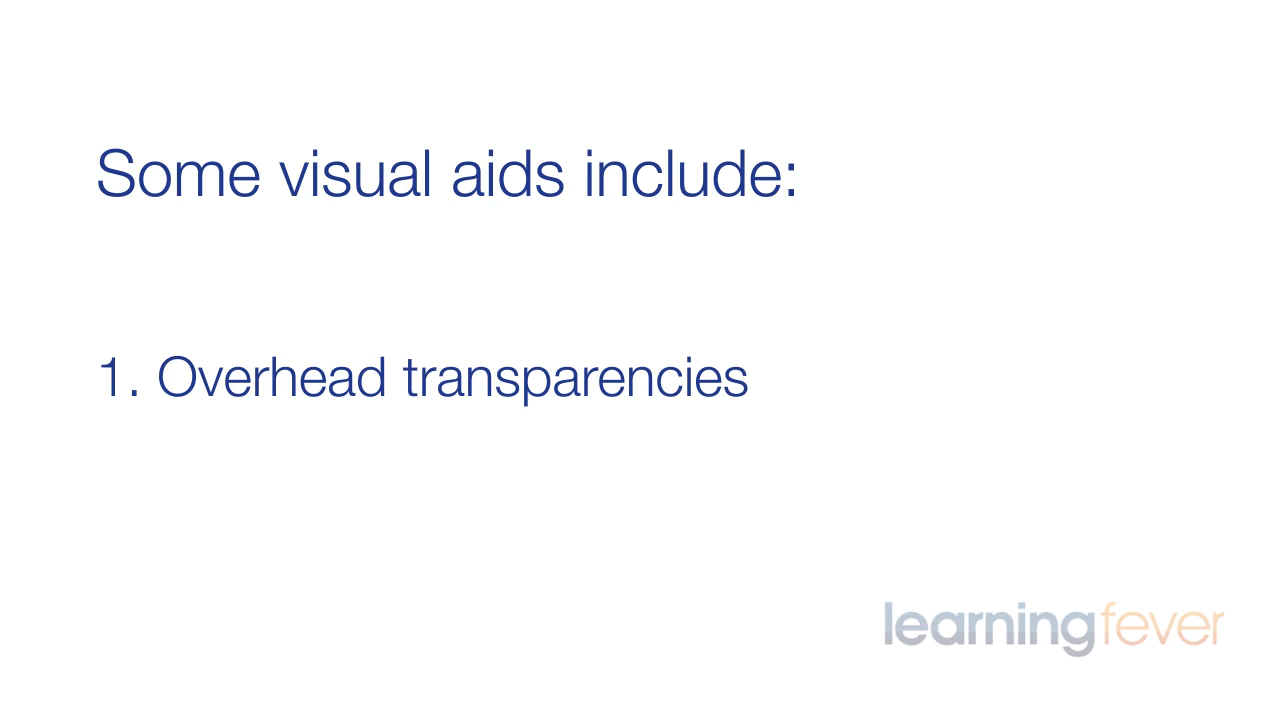 Some visual aids include:
1. Overhead transparencies
learningfever